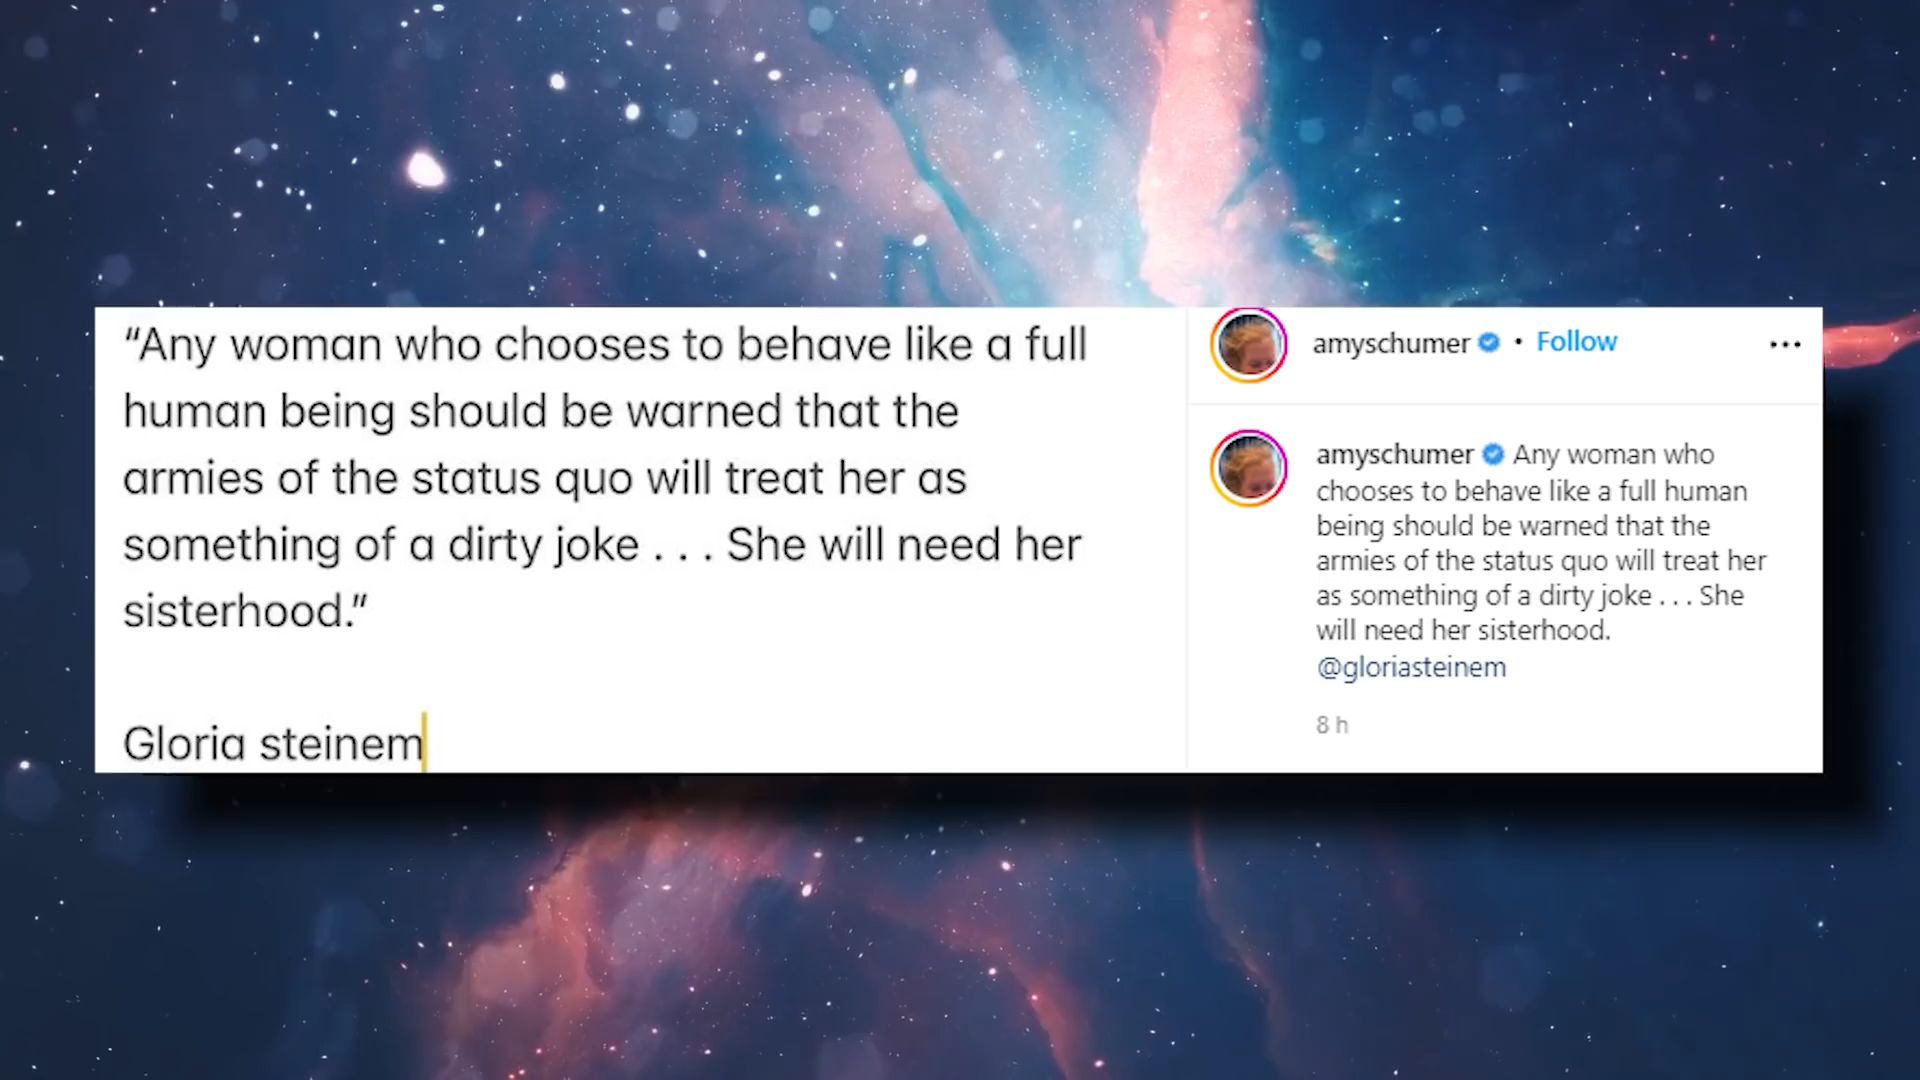 “Any woman who chooses to behave like a full
human being should be warned that the
armies of the status quo will treat her as
something of a dirty joke . . . She will need her
sisterhood.”
Gloria steinem
amyschumer • Follow
amyschumer Any woman who
chooses to behave like a full human
being should be warned that the
armies of the status quo will treat her
as something of a dirty joke . . . She
will need her sisterhood.
@gloriasteinem
8 h